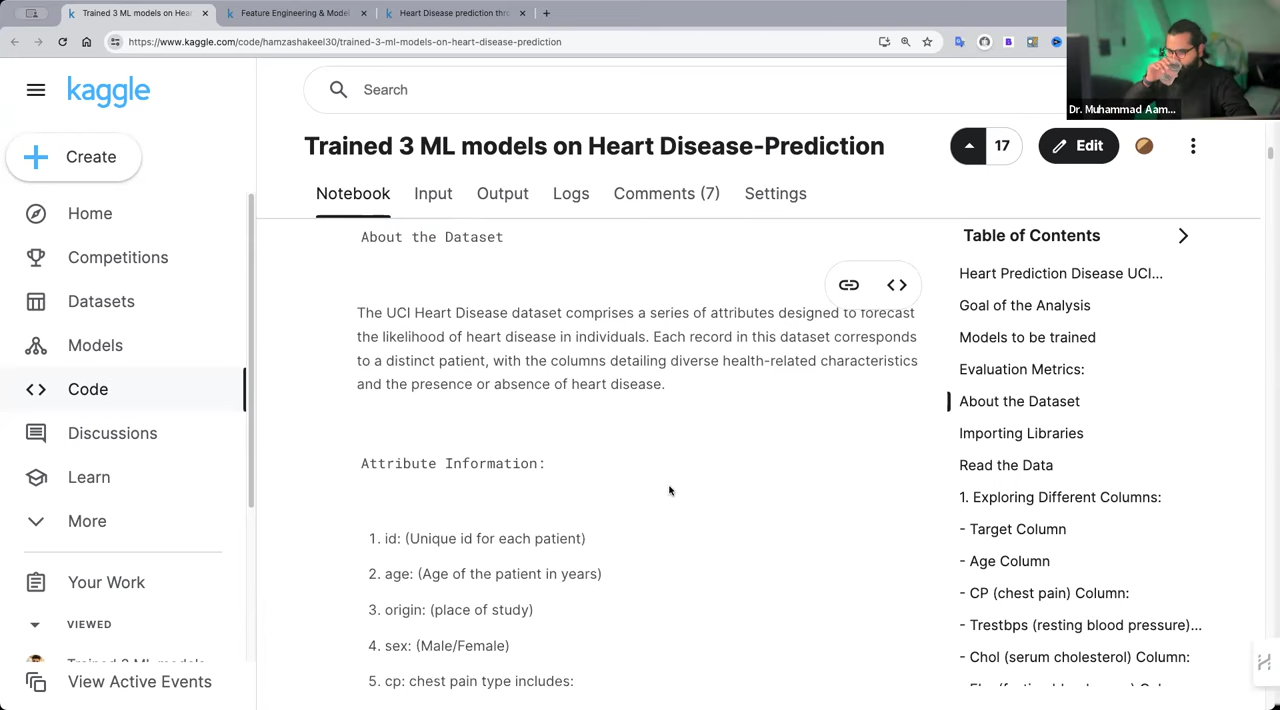 Trained 3 ML models on Hear
Feature Engineering & Model
Heart Disease prediction thro
https://www.kaggle.com/code/hamzashakeel30/trained-3-ml-models-on-heart-disease-prediction
Dr. Muhammad Aam...
kaggle
Search
Create
Home
Competitions
Datasets
Models
Code
Discussions
Learn
More
Your Work
VIEWED
Trained 3 ML models
View Active Events
Trained 3 ML models on Heart Disease-Prediction
17
Edit
Notebook
Input
Output
Logs
Comments (7)
Settings
About the Dataset
The UCI Heart Disease dataset comprises a series of attributes designed to forecast
the likelihood of heart disease in individuals. Each record in this dataset corresponds
to a distinct patient, with the columns detailing diverse health-related characteristics
and the presence or absence of heart disease.
Attribute Information:
1. id: (Unique id for each patient)
2. age: (Age of the patient in years)
3. origin: (place of study)
4. sex: (Male/Female)
5. cp: chest pain type includes:
Table of Contents
Heart Prediction Disease UCI...
Goal of the Analysis
Models to be trained
Evaluation Metrics:
About the Dataset
Importing Libraries
Read the Data
1. Exploring Different Columns:
- Target Column
- Age Column
- CP (chest pain) Column:
- Trestbps (resting blood pressure)...
- Chol (serum cholesterol) Column: